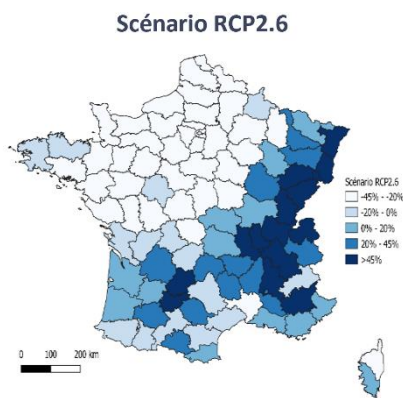 Scénario RCP2.6
Scénario RCP2.6
-45% - -20%
-20% - 0%
0% - 20%
20% - 45%
>45%
0 100 200 km